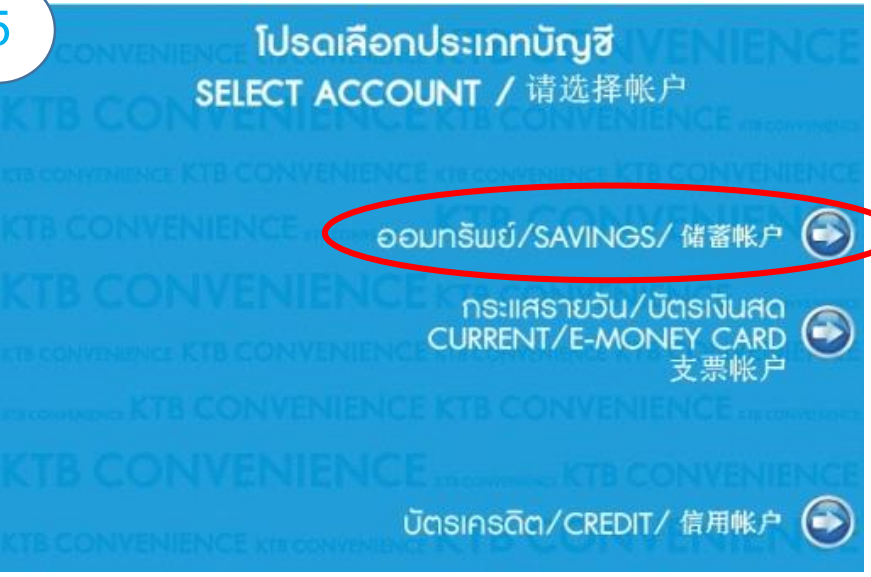 5
โปรดเลือกประเภทบัญชี
SELECT ACCOUNT / 请选择帐户
ออมทรัพย์/SAVINGS/ 储蓄帐户
กระแสรายวัน/บัตรเงินสด
CURRENT/E-MONEY CARD
支票帐户
บัตรเครดิต/CREDIT/ 信用帐户
KTB CONVENIENCE